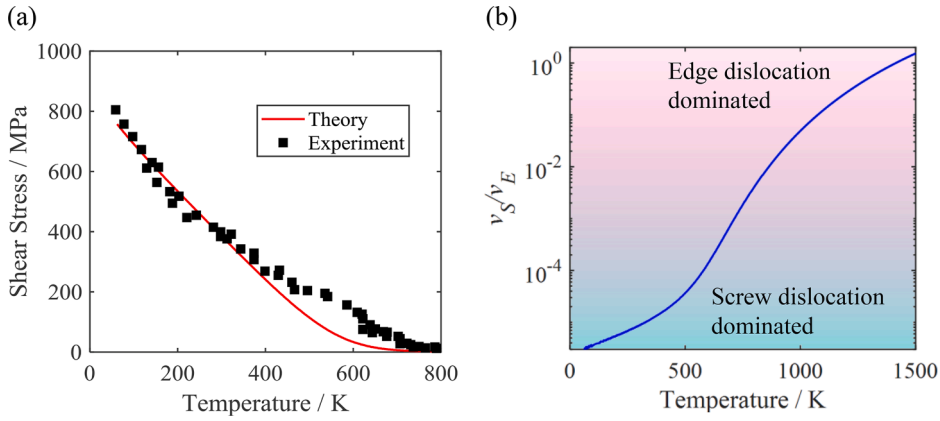 (a)
1000
800
600
400
200
0
Shear Stress / MPa
Theory
Experiment
0 200 400 600 800
Temperature / K
(b)
10^0
10^-2
10^-4
v_S/v_E
Edge dislocation
dominated
Screw dislocation
dominated
0 500 1000 1500
Temperature / K